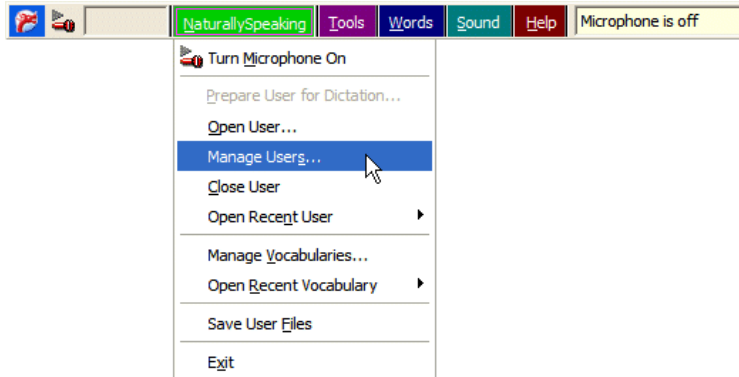 NaturallySpeaking Tools Words Sound Help Microphone is off
Turn Microphone On
Prepare User for Dictation...
Open User...
Manage Users...
Close User
Open Recent User
Manage Vocabularies...
Open Recent Vocabulary
Save User Files
Exit